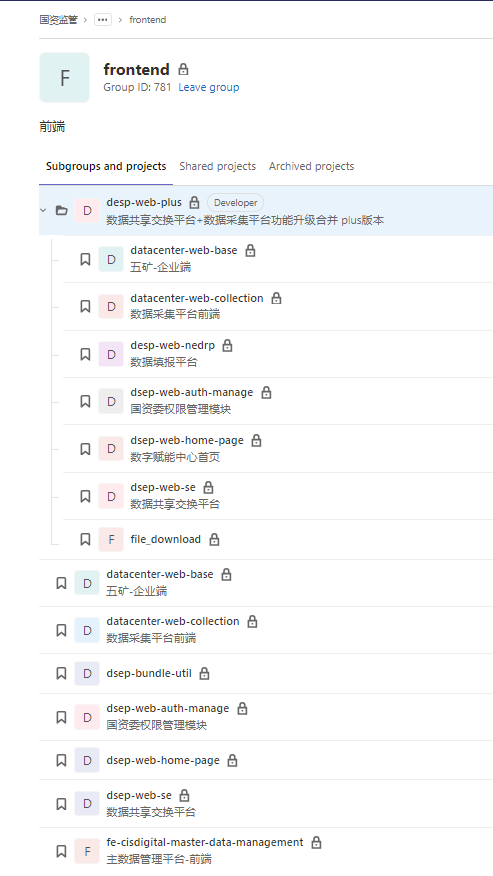 国资监管 > ... > frontend
F
frontend
Group ID: 781 Leave group
前端
Subgroups and projects Shared projects Archived projects
D desp-web-plus Developer
数据共享交换平台+数据采集平台功能升级合并 plus版本
D datacenter-web-base
五矿-企业端
D datacenter-web-collection
数据采集平台前端
D desp-web-nedrp
数据填报平台
D dsep-web-auth-manage
国资委权限管理模块
D dsep-web-home-page
数字赋能中心首页
D dsep-web-se
数据共享交换平台
F file_download
D datacenter-web-base
五矿-企业端
D datacenter-web-collection
数据采集平台前端
D dsep-bundle-util
D dsep-web-auth-manage
国资委权限管理模块
D dsep-web-home-page
D dsep-web-se
数据共享交换平台
F fe-cisdigital-master-data-management
主数据管理平台-前端